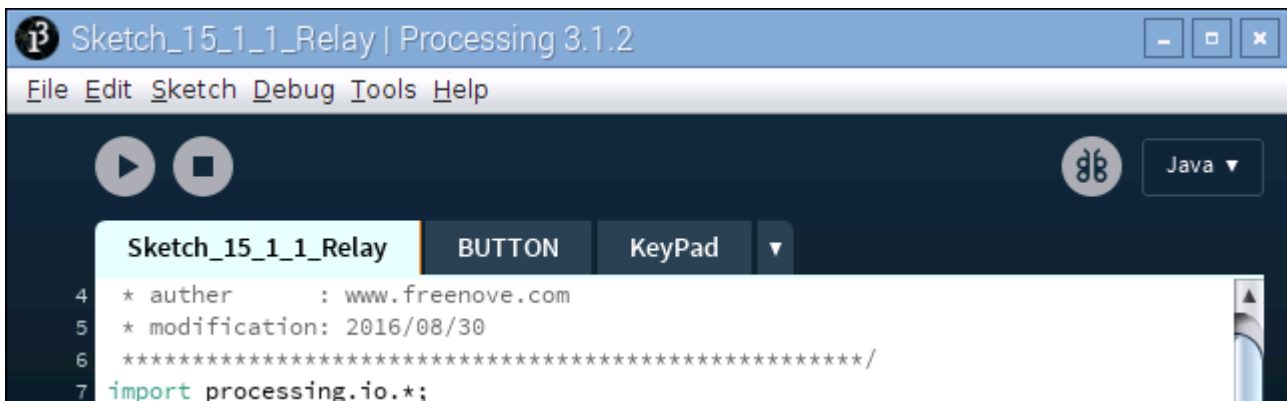 Sketch_15_1_1_Relay | Processing 3.1.2
File Edit Sketch Debug Tools Help
Java ▼
Sketch_15_1_1_Relay BUTTON KeyPad ▼
4 * auther : www.freenove.com
5 * modification: 2016/08/30
6 *****************************************************/
7 import processing.io.*;